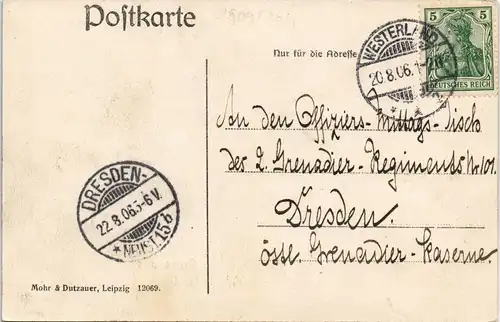 Postkarte
Nur für die Adresse
WESTERLAND
20.8.06.
5 5
DEUTSCHES REICH
An den Offiziers-Mittags-Tisch
des 2. Grenadier-Regiments No 101.
Dresden.
östl. Grenadier-Kaserne.
DRESDEN-
22.8.06.5-6V.
* NEUST. 15b
Mohr & Dutzauer, Leipzig 12069.